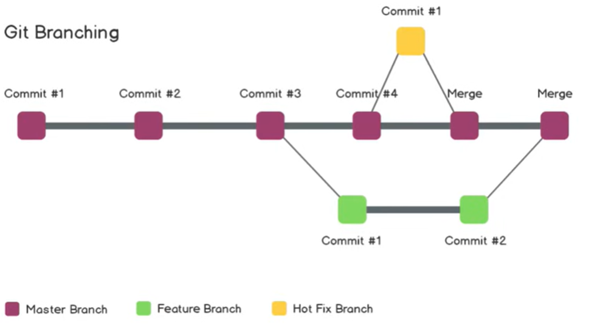 Commit #1
Git Branching
Commit #1
Commit #2
Commit #3
Commit #4
Merge
Merge
Commit #1
Commit #2
Master Branch
Feature Branch
Hot Fix Branch